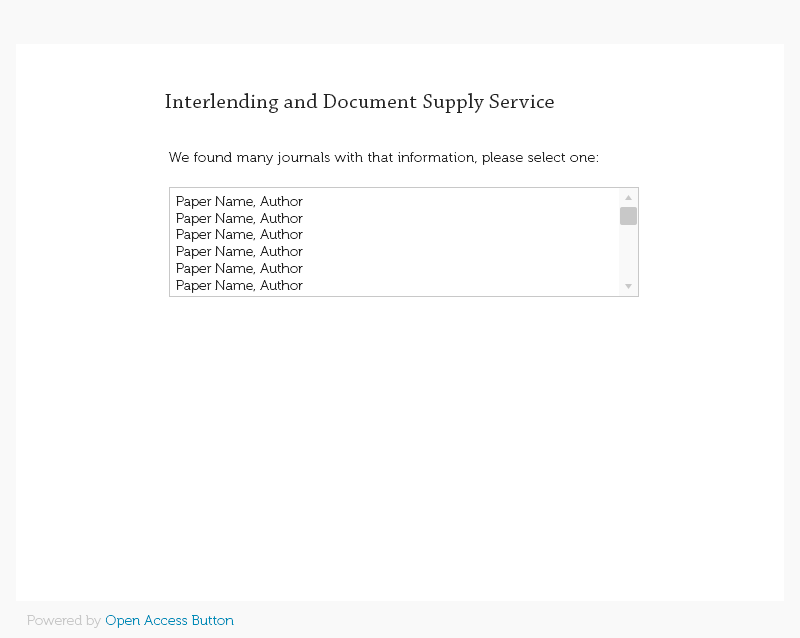 Interlending and Document Supply Service
We found many journals with that information, please select one:
Paper Name, Author
Paper Name, Author
Paper Name, Author
Paper Name, Author
Paper Name, Author
Paper Name, Author
Powered by Open Access Button